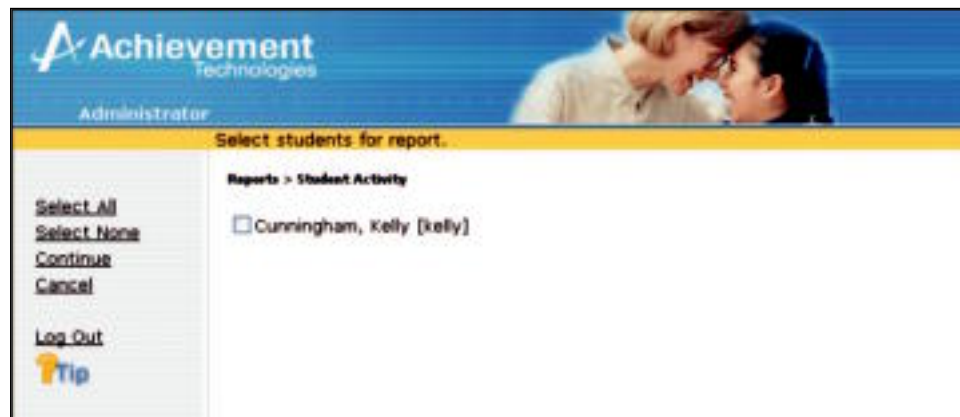 Achievement
Technologies
Administrator
Select students for report.
Reports > Student Activity
Select All
Select None
Continue
Cancel
Log Out
Tip
Cunningham, Kelly [kelly]